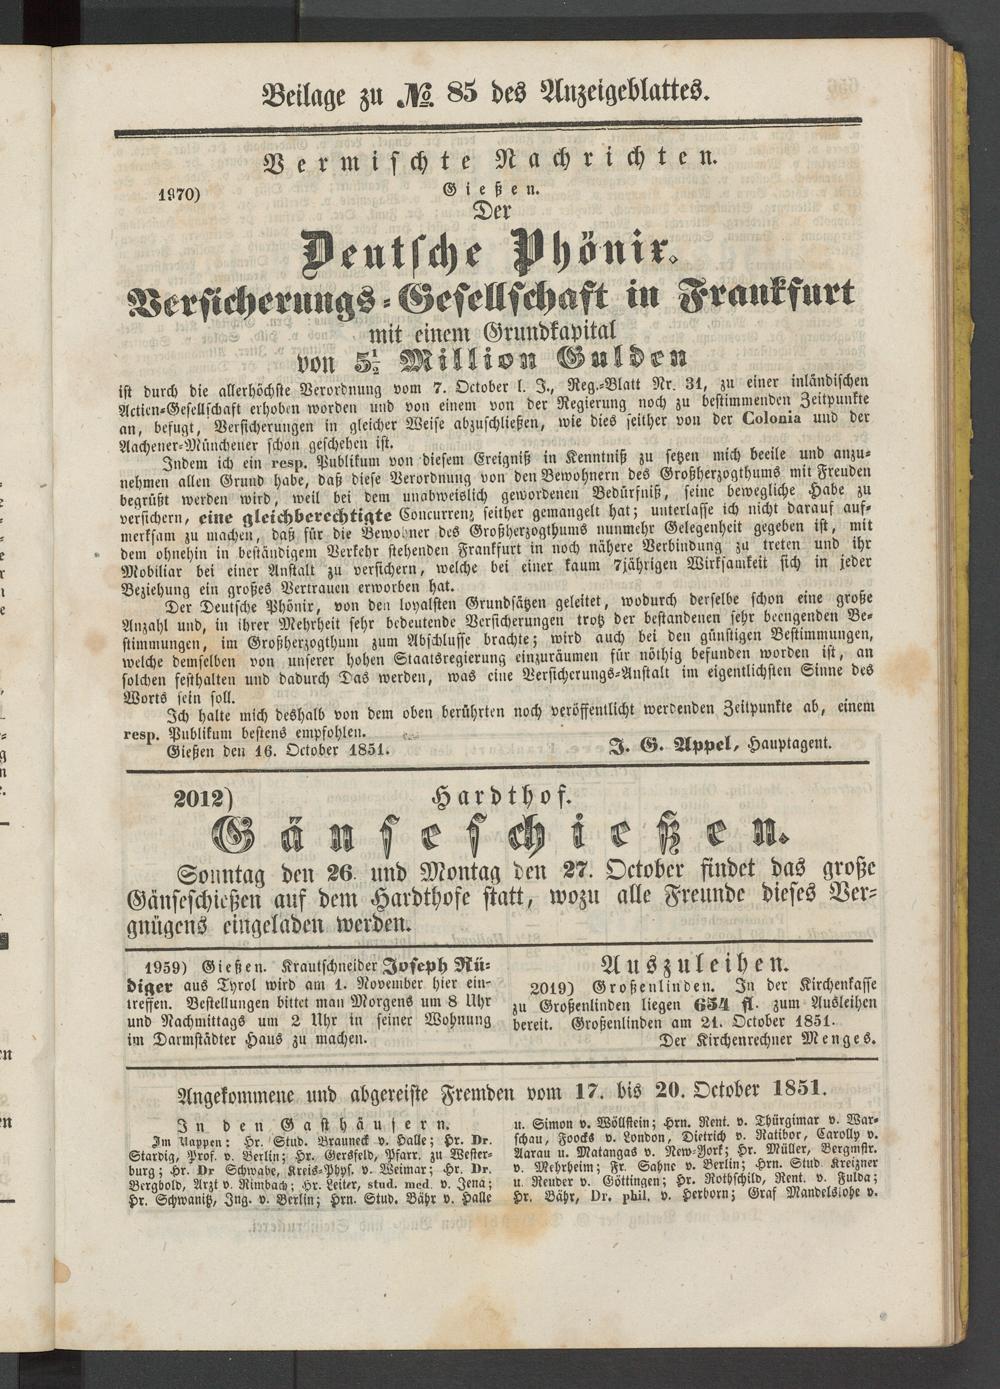 Beilage zu No. 85 des Anzeigeblattes.
Vermischte Nachrichten.
1970)
Gießen.
Der
Deutsche Phönix.
Versicherungs-Gesellschaft in Frankfurt
mit einem Grundkapital
von 5½ Million Gulden
ist durch die allerhöchste Verordnung vom 7. October l. J., Reg.-Blatt Nr. 31, zu einer inländischen
Actien-Gesellschaft erhoben worden und von einem von der Regierung noch zu bestimmenden Zeitpunkte
an, befugt, Versicherungen in gleicher Weise abzuschließen, wie dies seither von der Colonia und der
Aachener-Münchener schon geschehen ist.
Indem ich ein resp. Publikum von diesem Ereigniß in Kenntniß zu setzen mich beeile und anzu-
nehmen allen Grund habe, daß diese Verordnung von den Bewohnern des Großherzogthums mit Freuden
begrüßt werden wird, weil bei dem unabweislich gewordenen Bedürfniß, seine bewegliche Habe zu
versichern, eine gleichberechtigte Concurrenz seither gemangelt hat; unterlasse ich nicht darauf auf-
merksam zu machen, daß für die Bewohner des Großherzogthums nunmehr Gelegenheit gegeben ist, mit
dem ohnehin in beständigem Verkehr stehenden Frankfurt in noch nähere Verbindung zu treten und ihr
Mobiliar bei einer Anstalt zu versichern, welche bei einer kaum 7jährigen Wirksamkeit sich in jeder
Beziehung ein großes Vertrauen erworben hat.
Der Deutsche Phönix, von den loyalsten Grundsätzen geleitet, wodurch derselbe schon eine große
Anzahl und, in ihrer Mehrheit sehr bedeutende Versicherungen trotz der bestandenen sehr beengenden Be-
stimmungen, im Großherzogthum zum Abschlusse brachte; wird auch bei den günstigen Bestimmungen,
welche demselben von unserer hohen Staatsregierung einzuräumen für nöthig befunden worden ist, an
solchen festhalten und dadurch Das werden, was eine Versicherungs-Anstalt im eigentlichsten Sinne des
Worts sein soll.
Ich halte mich deshalb von dem oben berührten noch veröffentlicht werdenden Zeitpunkte ab, einem
resp. Publikum bestens empfohlen.
Gießen den 16. October 1851.
J. G. Appel, Hauptagent.
2012)
Hardthof.
Gänseschießen.
Sonntag den 26. und Montag den 27. October findet das große
Gänseschießen auf dem Hardthofe statt, wozu alle Freunde dieses Ver-
gnügens eingeladen werden.
1959) Gießen. Krautschneider Joseph Rü-
diger aus Tyrol wird am 1. November hier ein-
treffen. Bestellungen bittet man Morgens um 8 Uhr
und Nachmittags um 2 Uhr in seiner Wohnung
im Darmstädter Haus zu machen.
Auszuleihen.
2019) Großenlinden. In der Kirchenkasse
zu Großenlinden liegen 654 fl. zum Ausleihen
bereit. Großenlinden am 21. October 1851.
Der Kirchenrechner Menges.
Angekommene und abgereiste Fremden vom 17. bis 20. October 1851.
In den Gasthäusern.
Im Rappen: Hr. Stud. Brauneck v. Halle; Hr. Dr.
Stardig, Prof. v. Berlin; Hr. Gersfeld, Pfarr. zu Wester-
burg; Hr. Dr Schwabe, Kreis-Phys. v. Weimar; Hr. Dr.
Bergbold, Arzt v. Rimbach; Hr. Leiter, stud. med. v. Jena;
Hr. Schwanitz, Ing. v. Berlin; Hrn. Stud. Bähr v. Halle
u. Simon v. Wöllstein; Hrn. Rent. v. Thürgimar v. War-
schau, Foocks v. London, Dietrich v. Ratibor, Carolly v.
Aarau u. Matangas v. New-York; Hr. Müller, Bergmstr.
v. Mehrheim; Fr. Sahne v. Berlin; Hrn. Stud Kreizner
u. Reuder v. Göttingen; Hr. Rothschild, Rent. v. Fulda;
Hr. Bähr, Dr. phil. v. Herborn; Graf Mandelslohe v.